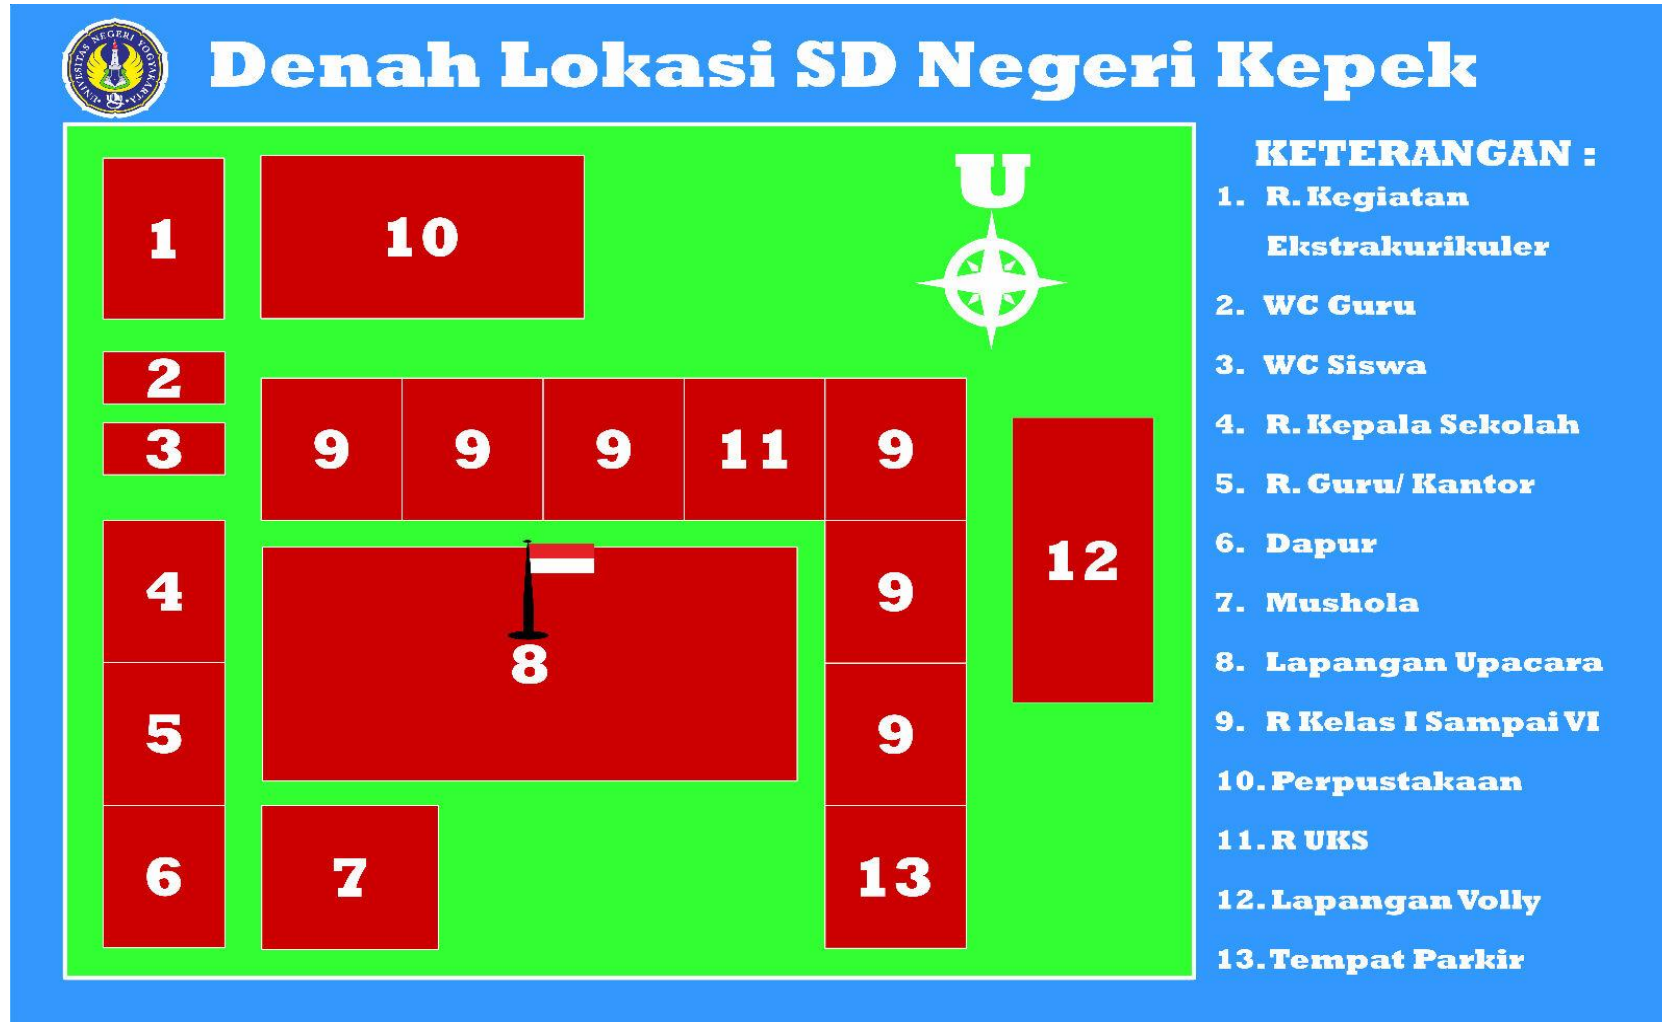 UNIVERSITAS NEGERI YOGYAKARTA
Denah Lokasi SD Negeri Kepek
U
1
10
2
3
9
9
9
11
9
4
8
9
12
5
9
6
7
13
KETERANGAN :
1. R. Kegiatan
Ekstrakurikuler
2. WC Guru
3. WC Siswa
4. R. Kepala Sekolah
5. R. Guru/ Kantor
6. Dapur
7. Mushola
8. Lapangan Upacara
9. R Kelas I Sampai VI
10. Perpustakaan
11. R UKS
12. Lapangan Volly
13. Tempat Parkir